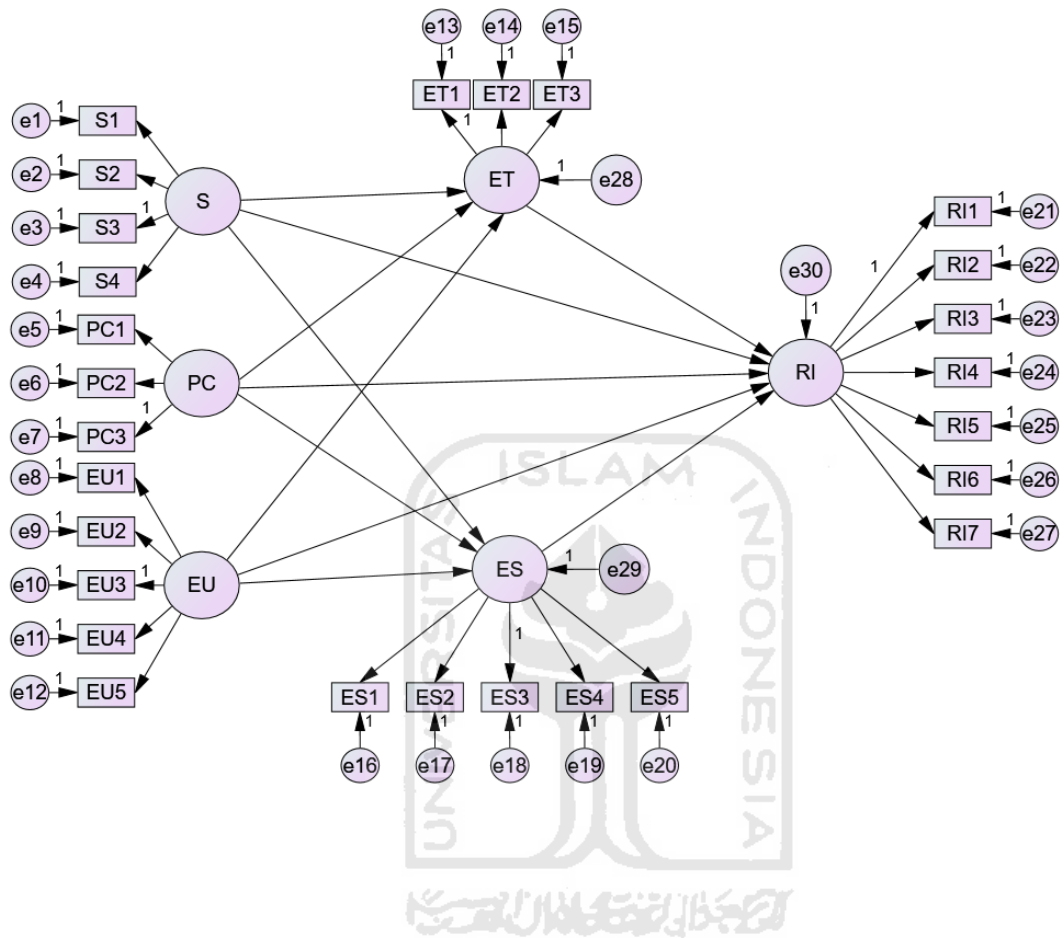 e13 e14 e15
1 1 1
ET1 ET2 ET3
1
e1 1 S1
e2 1 S2
e3 1 S3 1
e4 1 S4
S
ET 1 e28
e5 1 PC1
e6 1 PC2
e7 1 PC3 1
PC
e8 1 EU1
e9 1 EU2
e10 1 EU3 1
e11 1 EU4
e12 1 EU5
EU
e30
1
RI
1
RI1 1 e21
RI2 1 e22
RI3 1 e23
RI4 1 e24
RI5 1 e25
RI6 1 e26
RI7 1 e27
ES 1 e29
1
ES1 ES2 ES3 ES4 ES5
1 1 1 1 1
e16 e17 e18 e19 e20
UNIVERSITAS
ISLAM
INDONESIA